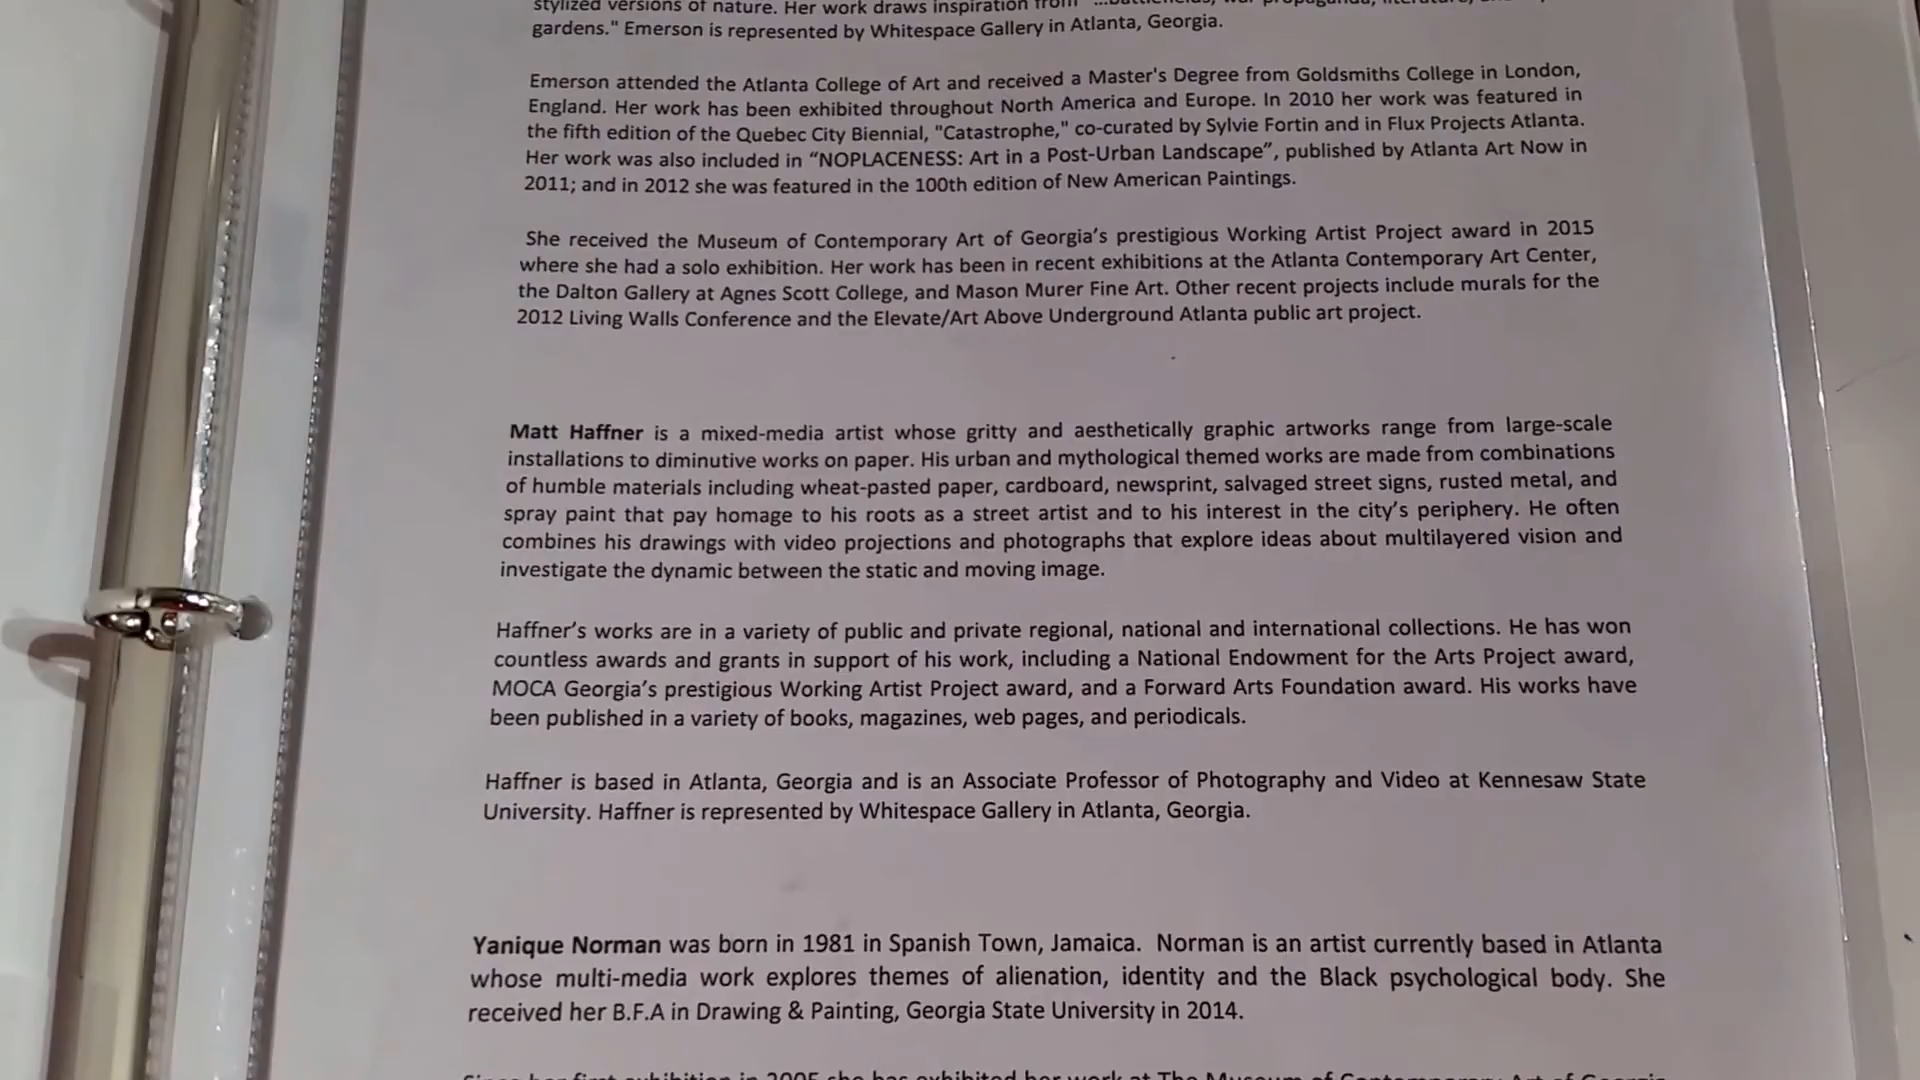 stylized versions of nature. Her work draws inspiration from
gardens." Emerson is represented by Whitespace Gallery in Atlanta, Georgia.
Emerson attended the Atlanta College of Art and received a Master's Degree from Goldsmiths College in London,
England. Her work has been exhibited throughout North America and Europe. In 2010 her work was featured in
the fifth edition of the Quebec City Biennial, "Catastrophe," co-curated by Sylvie Fortin and in Flux Projects Atlanta.
Her work was also included in “NOPLACENESS: Art in a Post-Urban Landscape”, published by Atlanta Art Now in
2011; and in 2012 she was featured in the 100th edition of New American Paintings.
She received the Museum of Contemporary Art of Georgia’s prestigious Working Artist Project award in 2015
where she had a solo exhibition. Her work has been in recent exhibitions at the Atlanta Contemporary Art Center,
the Dalton Gallery at Agnes Scott College, and Mason Murer Fine Art. Other recent projects include murals for the
2012 Living Walls Conference and the Elevate/Art Above Underground Atlanta public art project.
Matt Haffner is a mixed-media artist whose gritty and aesthetically graphic artworks range from large-scale
installations to diminutive works on paper. His urban and mythological themed works are made from combinations
of humble materials including wheat-pasted paper, cardboard, newsprint, salvaged street signs, rusted metal, and
spray paint that pay homage to his roots as a street artist and to his interest in the city’s periphery. He often
combines his drawings with video projections and photographs that explore ideas about multilayered vision and
investigate the dynamic between the static and moving image.
Haffner’s works are in a variety of public and private regional, national and international collections. He has won
countless awards and grants in support of his work, including a National Endowment for the Arts Project award,
MOCA Georgia’s prestigious Working Artist Project award, and a Forward Arts Foundation award. His works have
been published in a variety of books, magazines, web pages, and periodicals.
Haffner is based in Atlanta, Georgia and is an Associate Professor of Photography and Video at Kennesaw State
University. Haffner is represented by Whitespace Gallery in Atlanta, Georgia.
Yanique Norman was born in 1981 in Spanish Town, Jamaica. Norman is an artist currently based in Atlanta
whose multi-media work explores themes of alienation, identity and the Black psychological body. She
received her B.F.A in Drawing & Painting, Georgia State University in 2014.
Since her first exhibition in 2005 she has exhibited her work at The Museum of Contemporary Art of Georgia